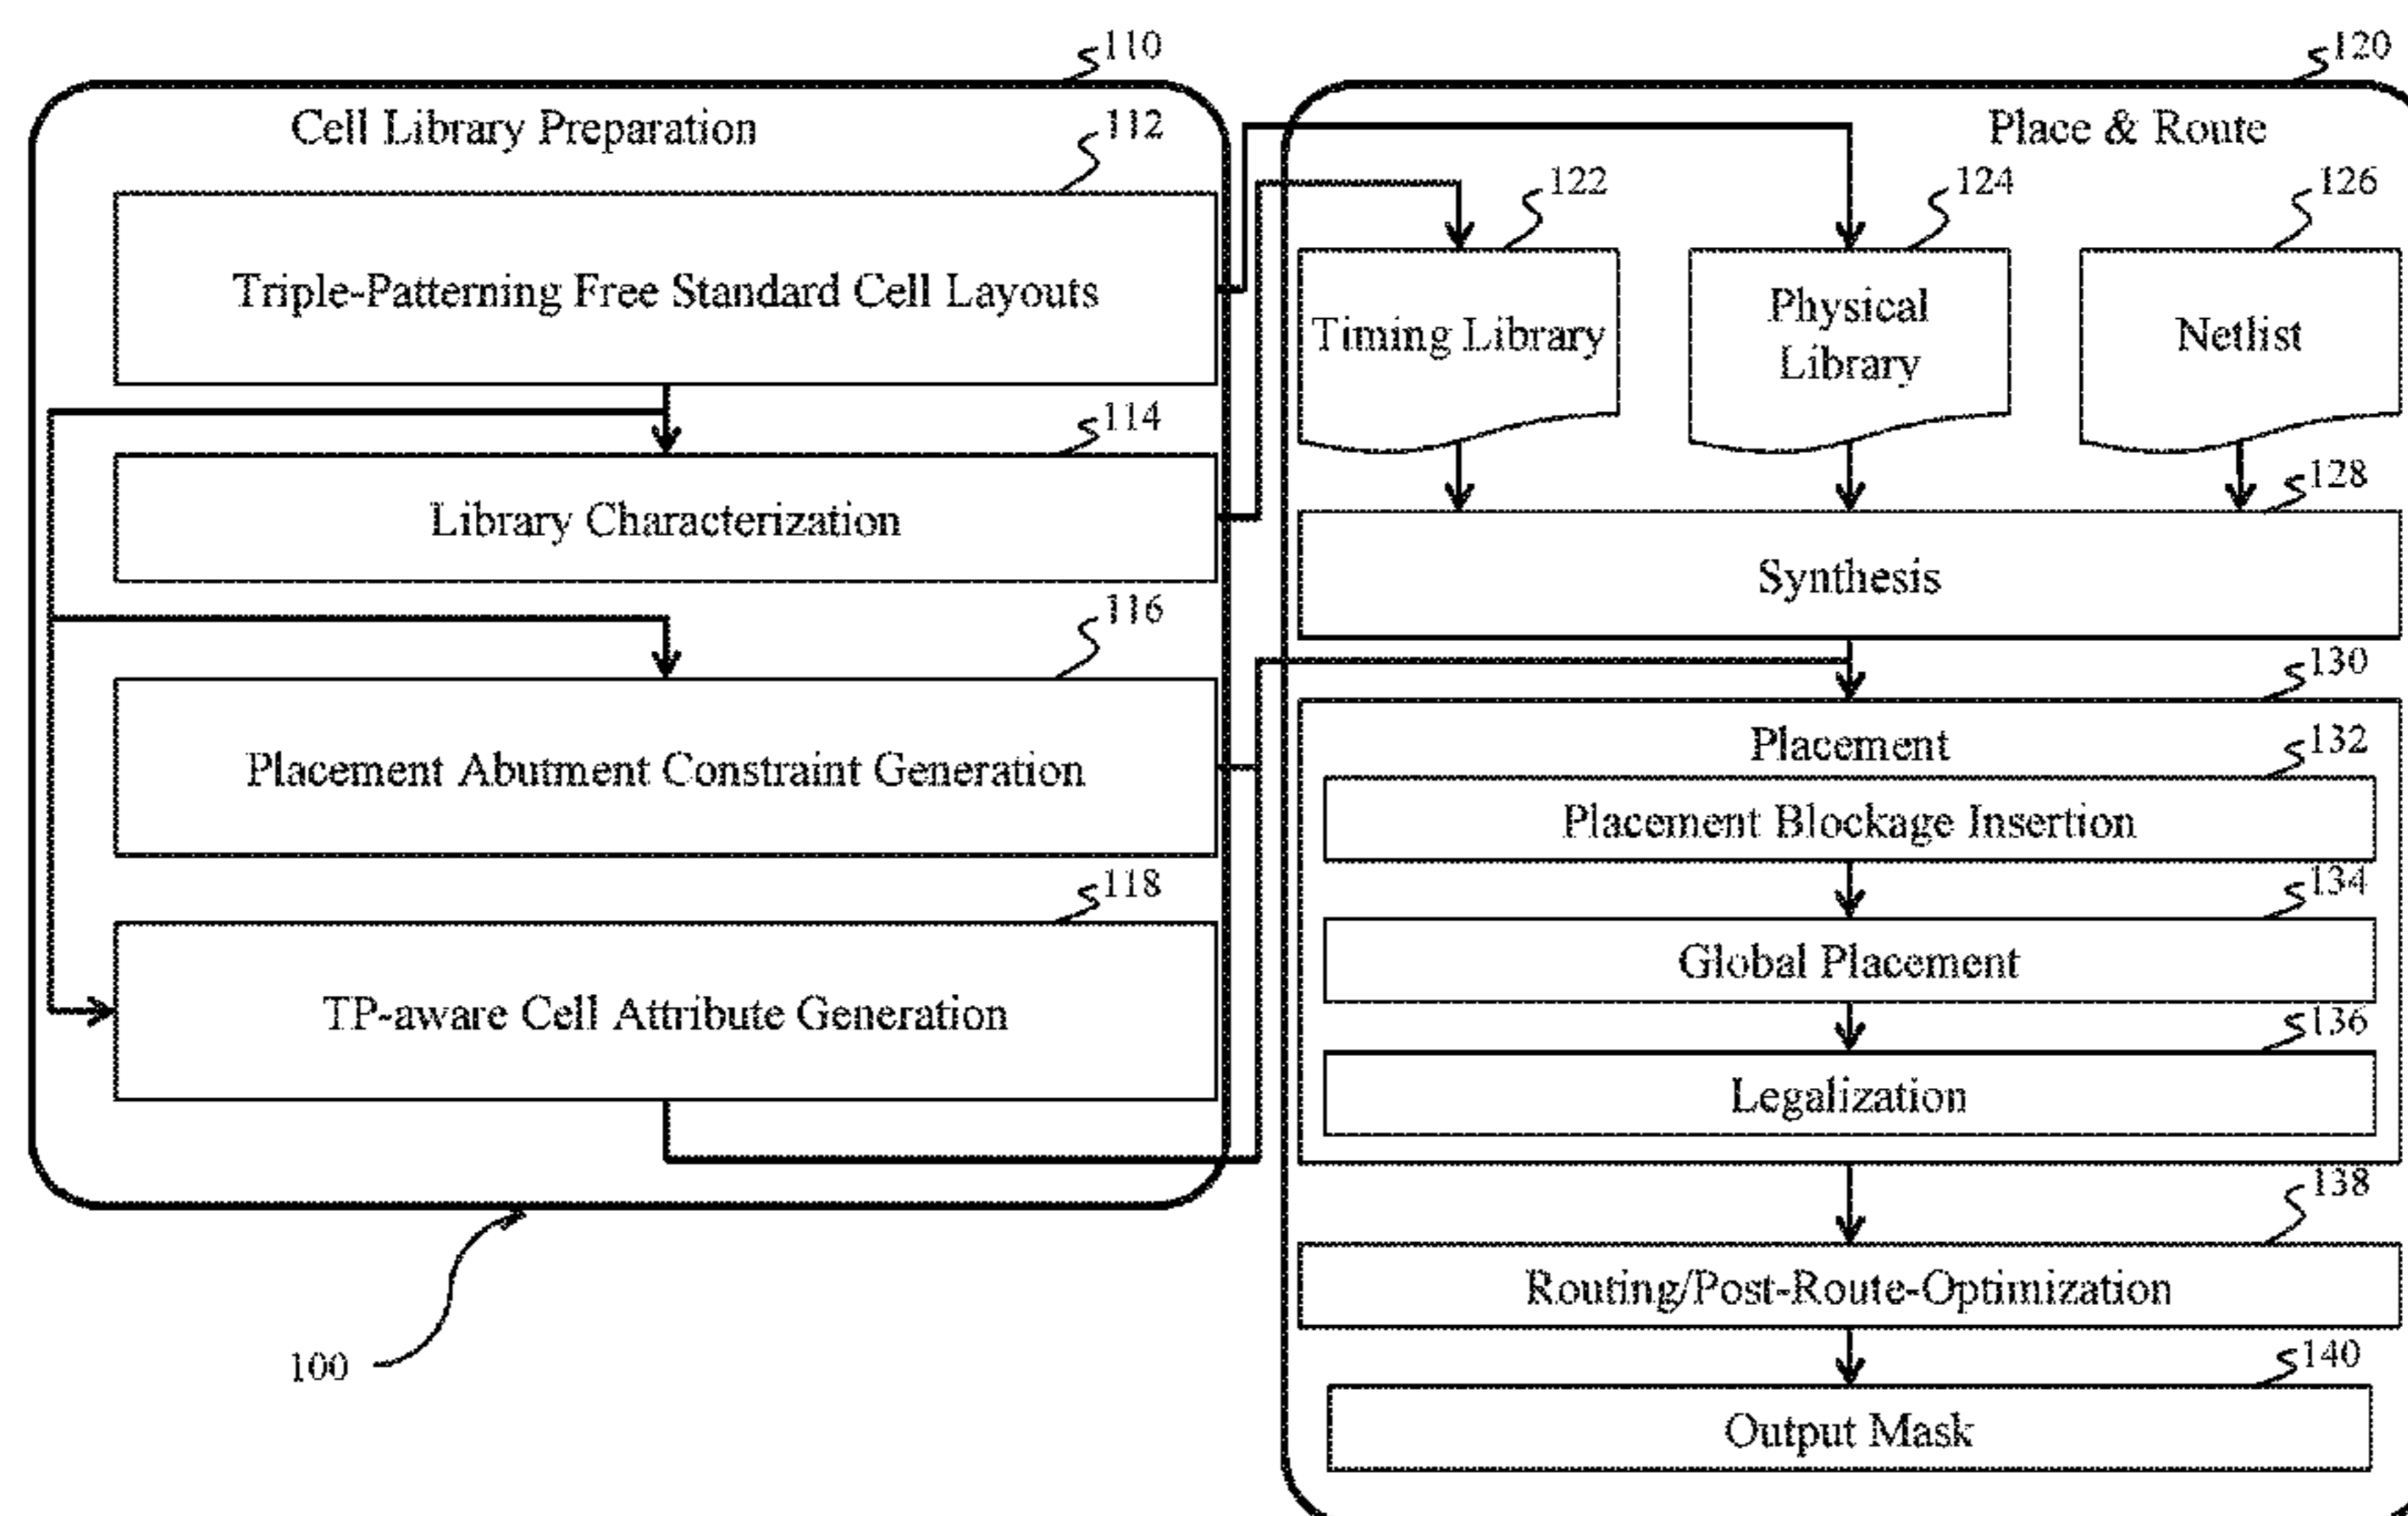 110
Cell Library Preparation
112
Triple-Patterning Free Standard Cell Layouts
114
Library Characterization
116
Placement Abutment Constraint Generation
118
TP-aware Cell Attribute Generation
100
120
Place & Route
122
Timing Library
124
Physical
Library
126
Netlist
128
Synthesis
130
Placement
132
Placement Blockage Insertion
134
Global Placement
136
Legalization
138
Routing/Post-Route-Optimization
140
Output Mask